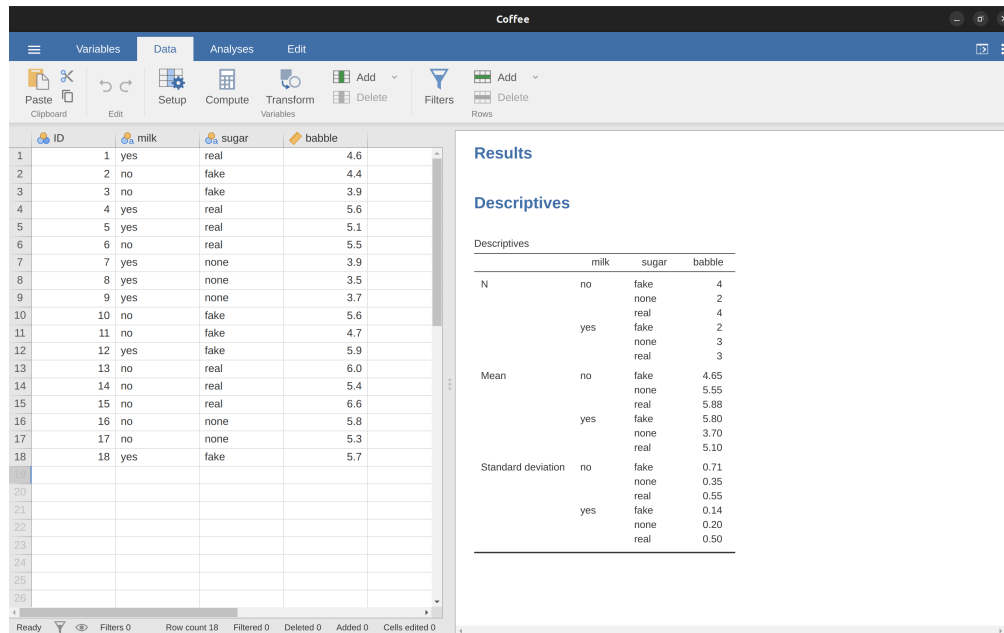 Coffee
Variables Data Analyses Edit
Paste Setup Compute Transform Add Delete Filters Add Delete
Clipboard Edit Variables Rows
ID milk sugar babble
1 1 yes real 4.6
2 2 no fake 4.4
3 3 no fake 3.9
4 4 yes real 5.6
5 5 yes real 5.1
6 6 no real 5.5
7 7 yes none 3.9
8 8 yes none 3.5
9 9 yes none 3.7
10 10 no fake 5.6
11 11 no fake 4.7
12 12 yes fake 5.9
13 13 no real 6.0
14 14 no real 5.4
15 15 no real 6.6
16 16 no none 5.8
17 17 no none 5.3
18 18 yes fake 5.7
19
20
21
22
23
24
25
26
Ready Filters 0 Row count 18 Filtered 0 Deleted 0 Added 0 Cells edited 0
Results
Descriptives
Descriptives
milk sugar babble
N no fake 4
none 2
real 4
yes fake 2
none 3
real 3
Mean no fake 4.65
none 5.55
real 5.88
yes fake 5.80
none 3.70
real 5.10
Standard deviation no fake 0.71
none 0.35
real 0.55
yes fake 0.14
none 0.20
real 0.50